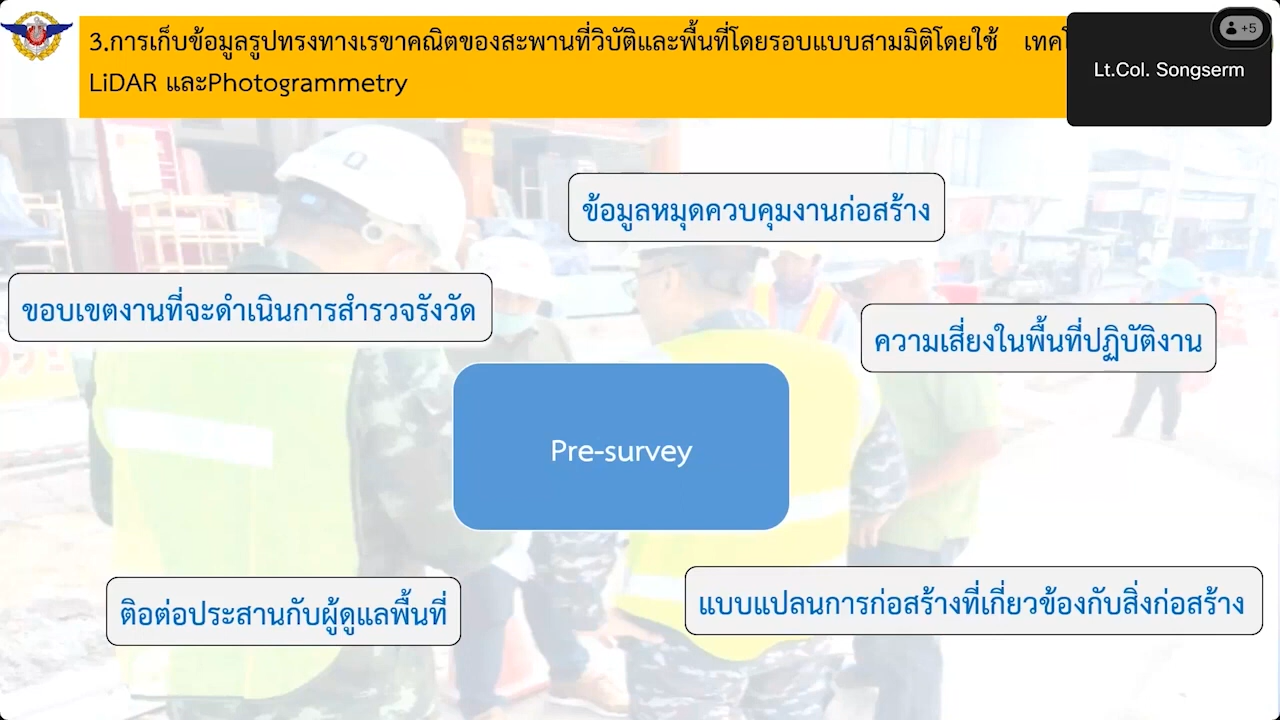 3.การเก็บข้อมูลรูปทรงทางเรขาคณิตของสะพานที่วิบัติและพื้นที่โดยรอบแบบสามมิติโดยใช้
LiDAR และPhotogrammetry
+5
Lt.Col. Songserm
ข้อมูลหมุดควบคุมงานก่อสร้าง
ขอบเขตงานที่จะดำเนินการสำรวจรังวัด
ความเสี่ยงในพื้นที่ปฏิบัติงาน
Pre-survey
ติอต่อประสานกับผู้ดูแลพื้นที่
แบบแปลนการก่อสร้างที่เกี่ยวข้องกับสิ่งก่อสร้าง